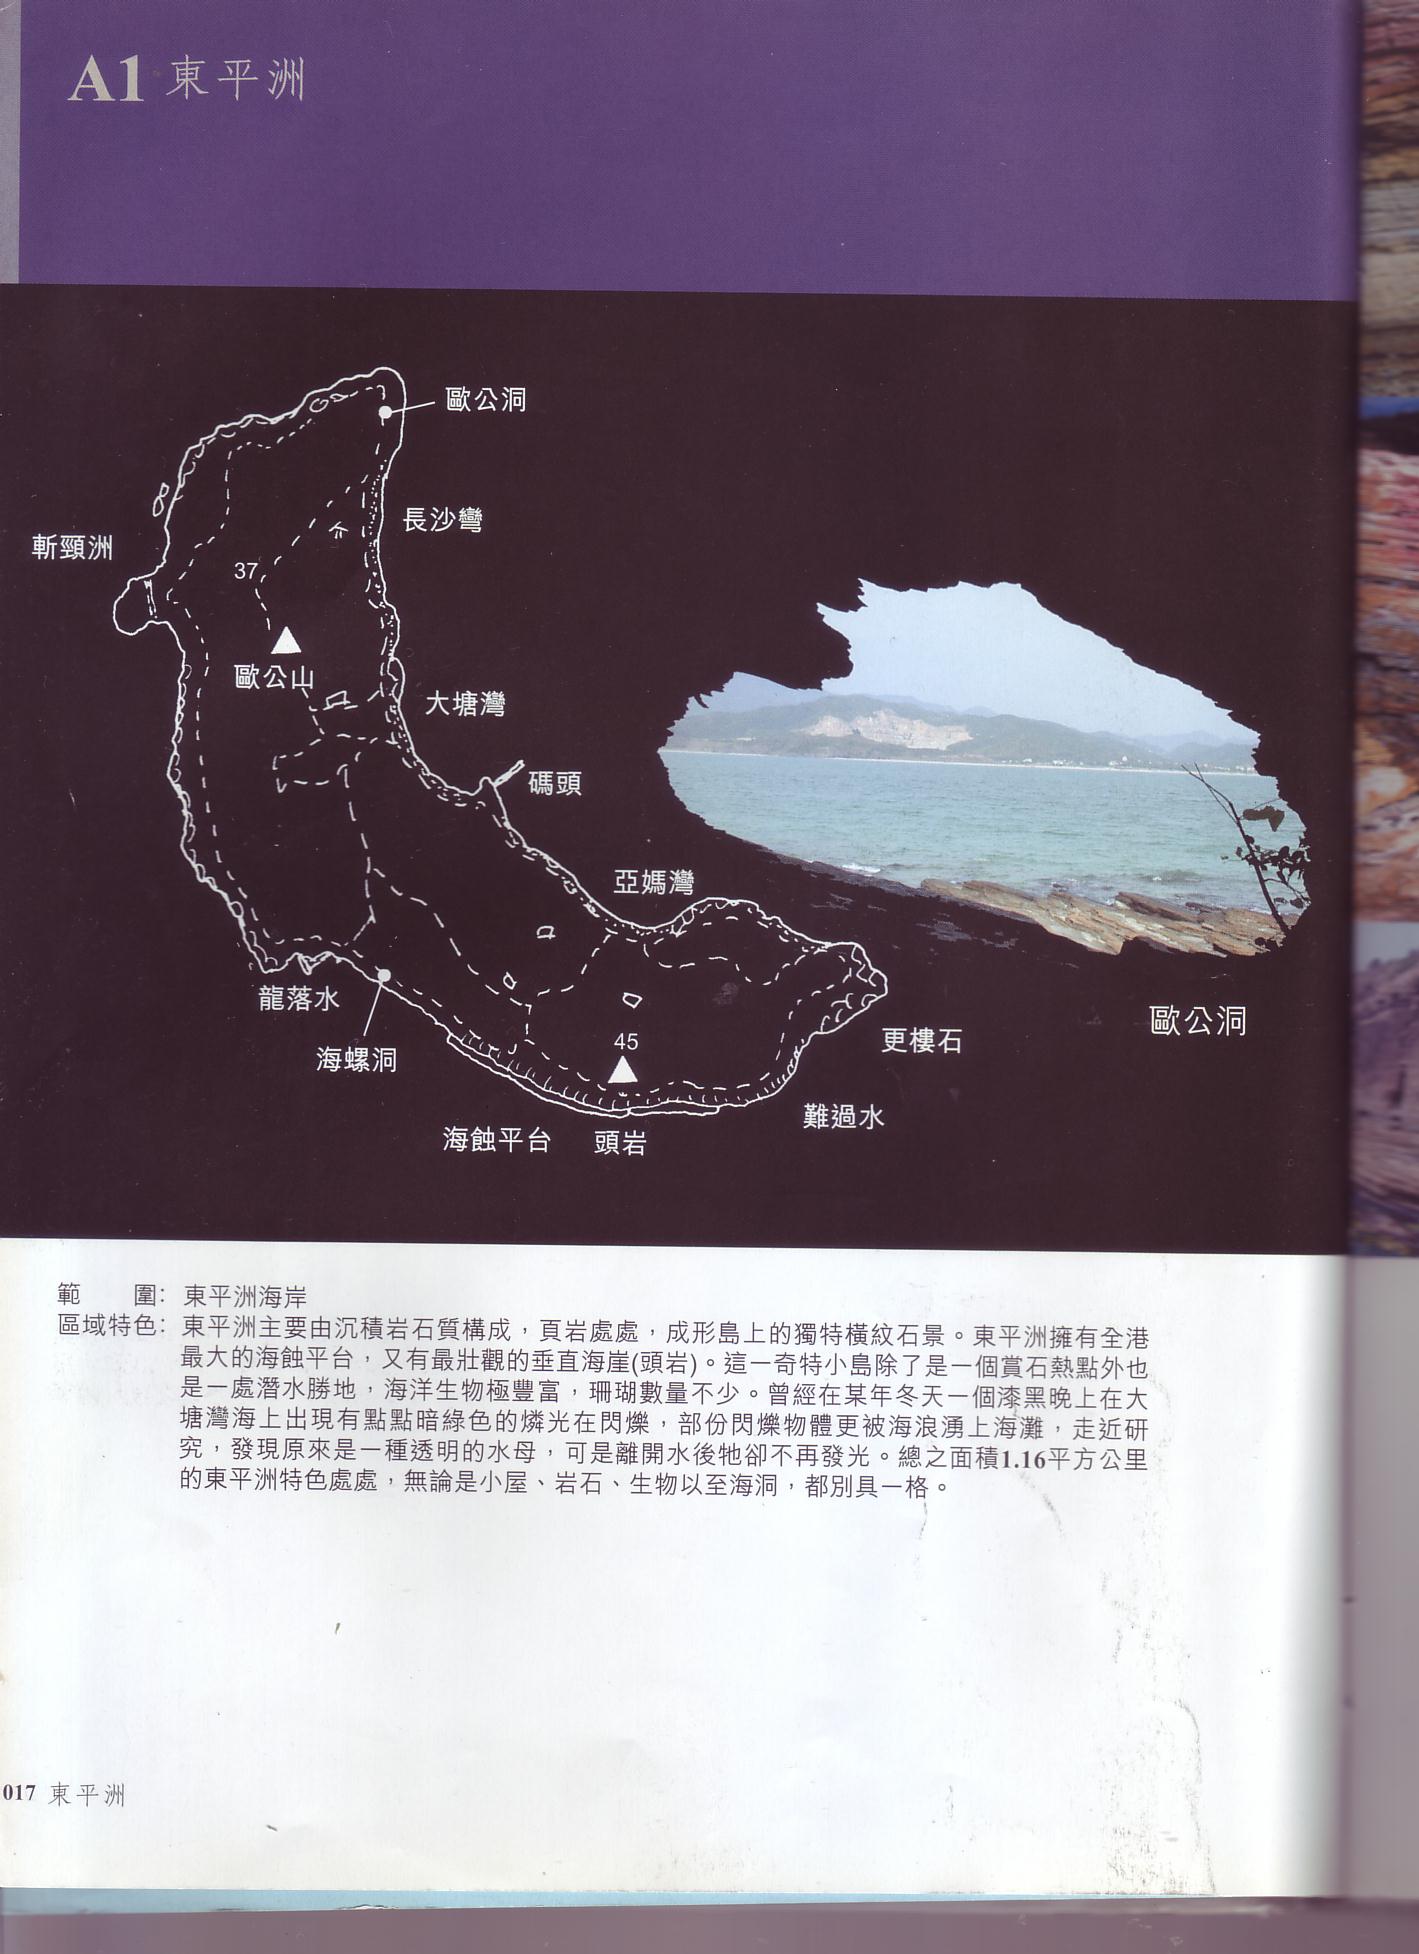 A1 東平洲
歐公洞
長沙彎
斬頸洲
37
歐公山
大塘灣
碼頭
亞媽灣
龍落水
海螺洞
45
更樓石
歐公洞
難過水
海蝕平台
頭岩
範　　圍：東平洲海岸
區域特色：東平洲主要由沉積岩石質構成，頁岩處處，成形島上的獨特橫紋石景。東平洲擁有全港
最大的海蝕平台，又有最壯觀的垂直海崖(頭岩)。這一奇特小島除了是一個賞石熱點外也
是一處潛水勝地，海洋生物極豐富，珊瑚數量不少。曾經在某年冬天一個漆黑晚上在大
塘灣海上出現有點點暗綠色的燐光在閃爍，部份閃爍物體更被海浪湧上海灘，走近研
究，發現原來是一種透明的水母，可是離開水後牠卻不再發光。總之面積1.16平方公里
的東平洲特色處處，無論是小屋、岩石、生物以至海洞，都別具一格。
017 東平洲